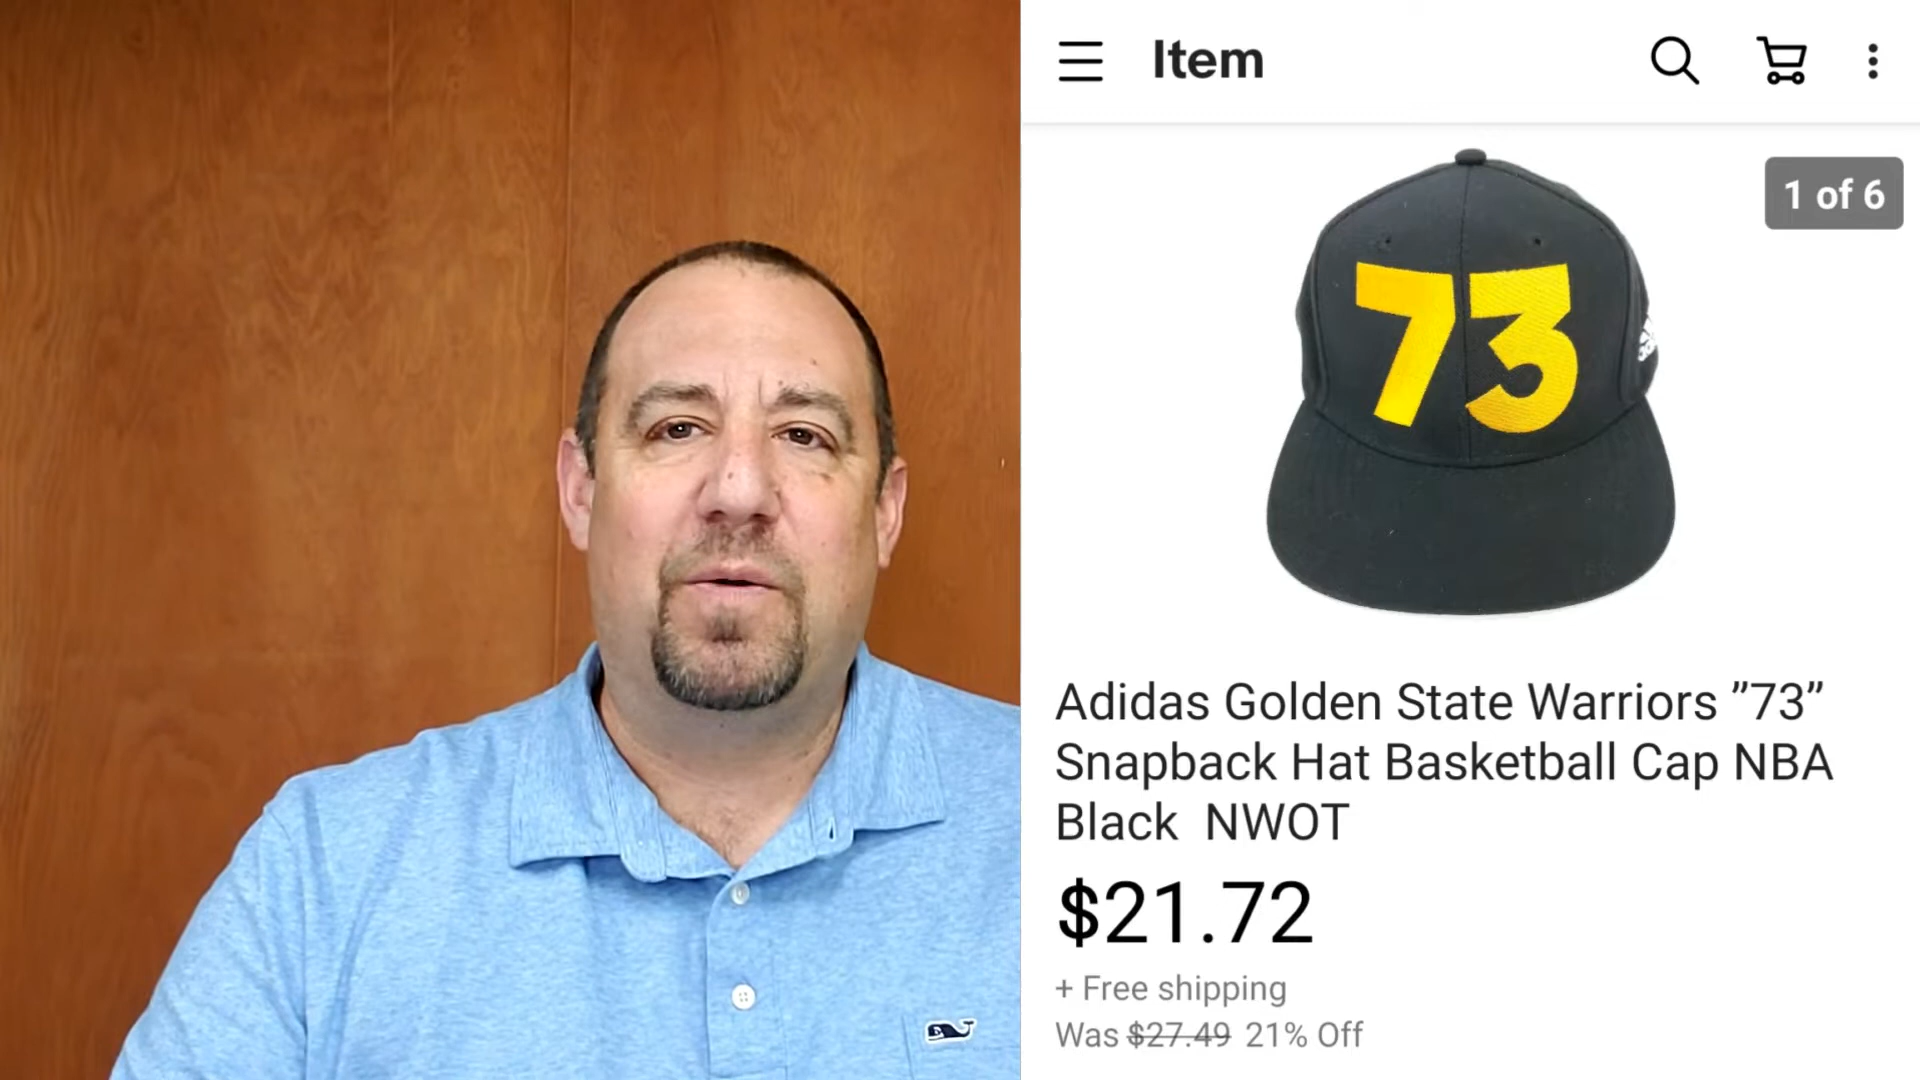 Item
1 of 6
73
Adidas Golden State Warriors ”73”
Snapback Hat Basketball Cap NBA
Black NWOT
$21.72
+ Free shipping
Was $27.49 21% Off